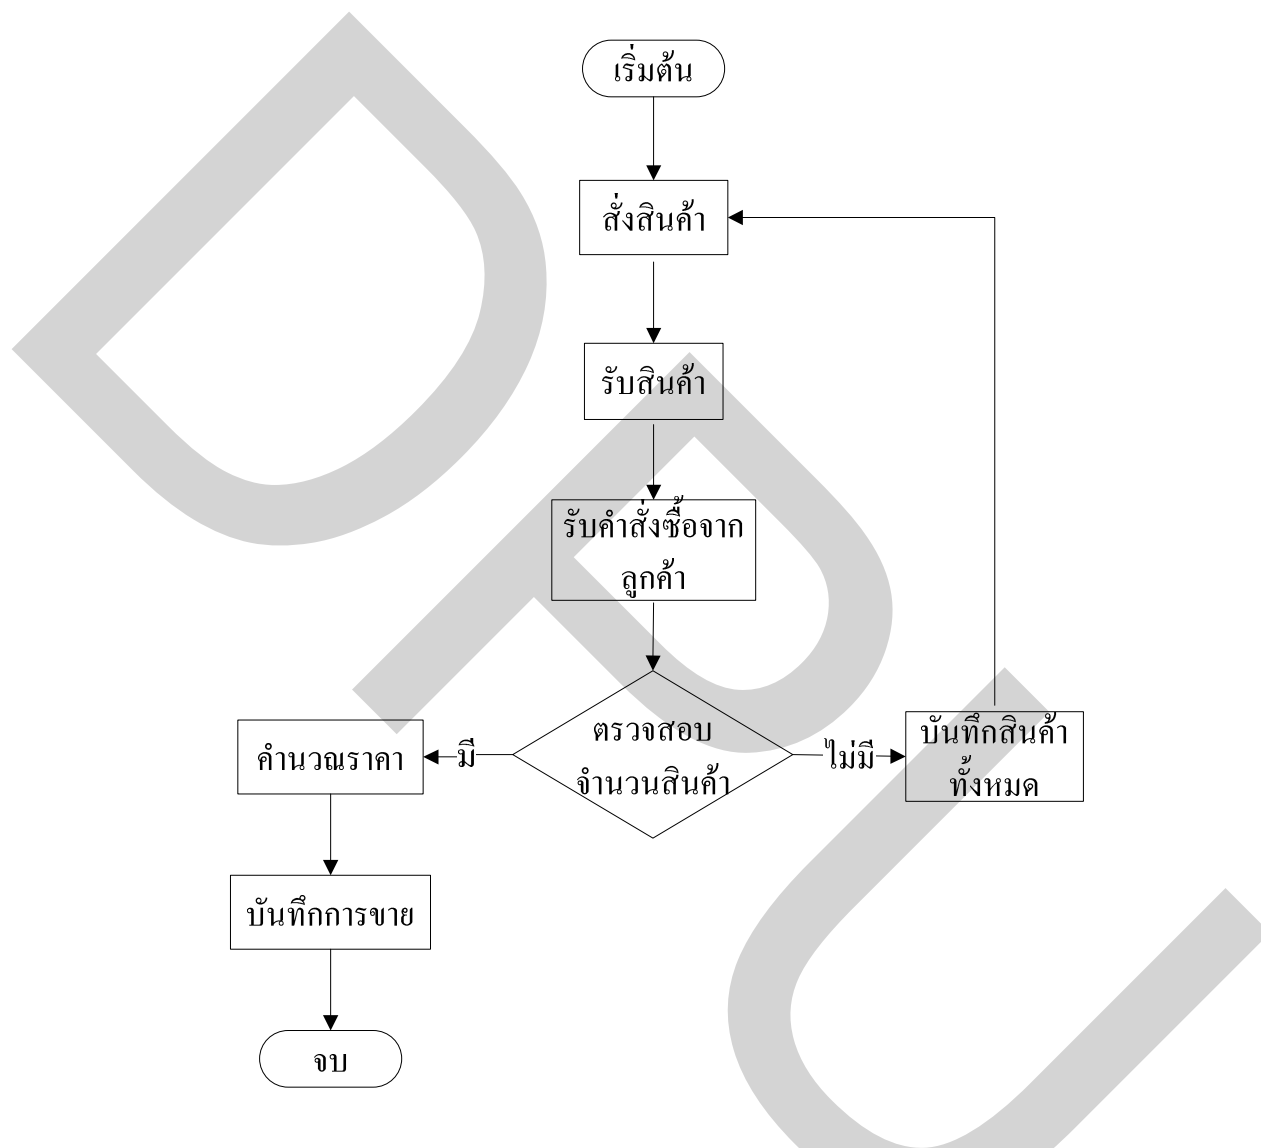 เริ่มต้น
สั่งสินค้า
รับสินค้า
รับคำสั่งซื้อจาก
ลูกค้า
ตรวจสอบ
จำนวนสินค้า
มี
ไม่มี
คำนวณราคา
บันทึกสินค้า
ทั้งหมด
บันทึกการขาย
จบ
DPU